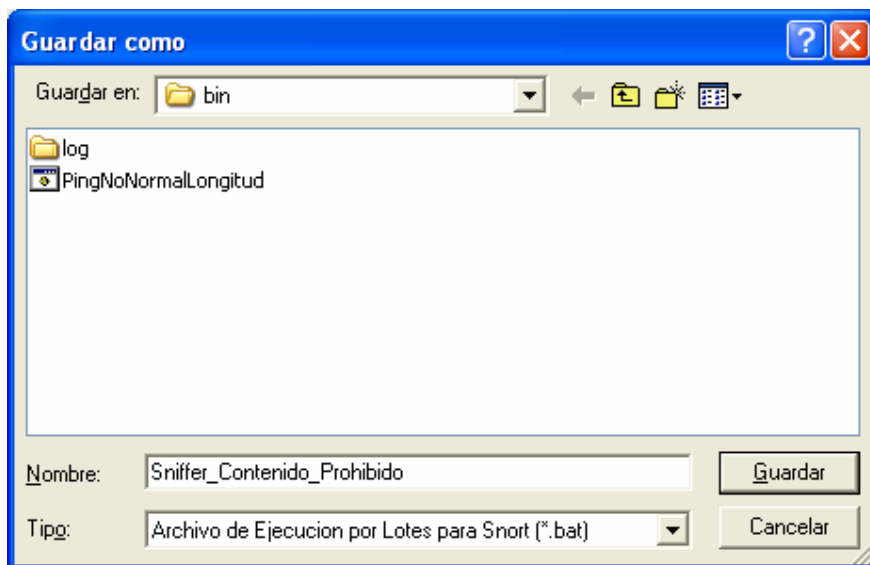 Guardar como
Guardar en: bin
log
PingNoNormalLongitud
Nombre: Sniffer_Contenido_Prohibido Guardar
Tipo: Archivo de Ejecucion por Lotes para Snort (*.bat) Cancelar